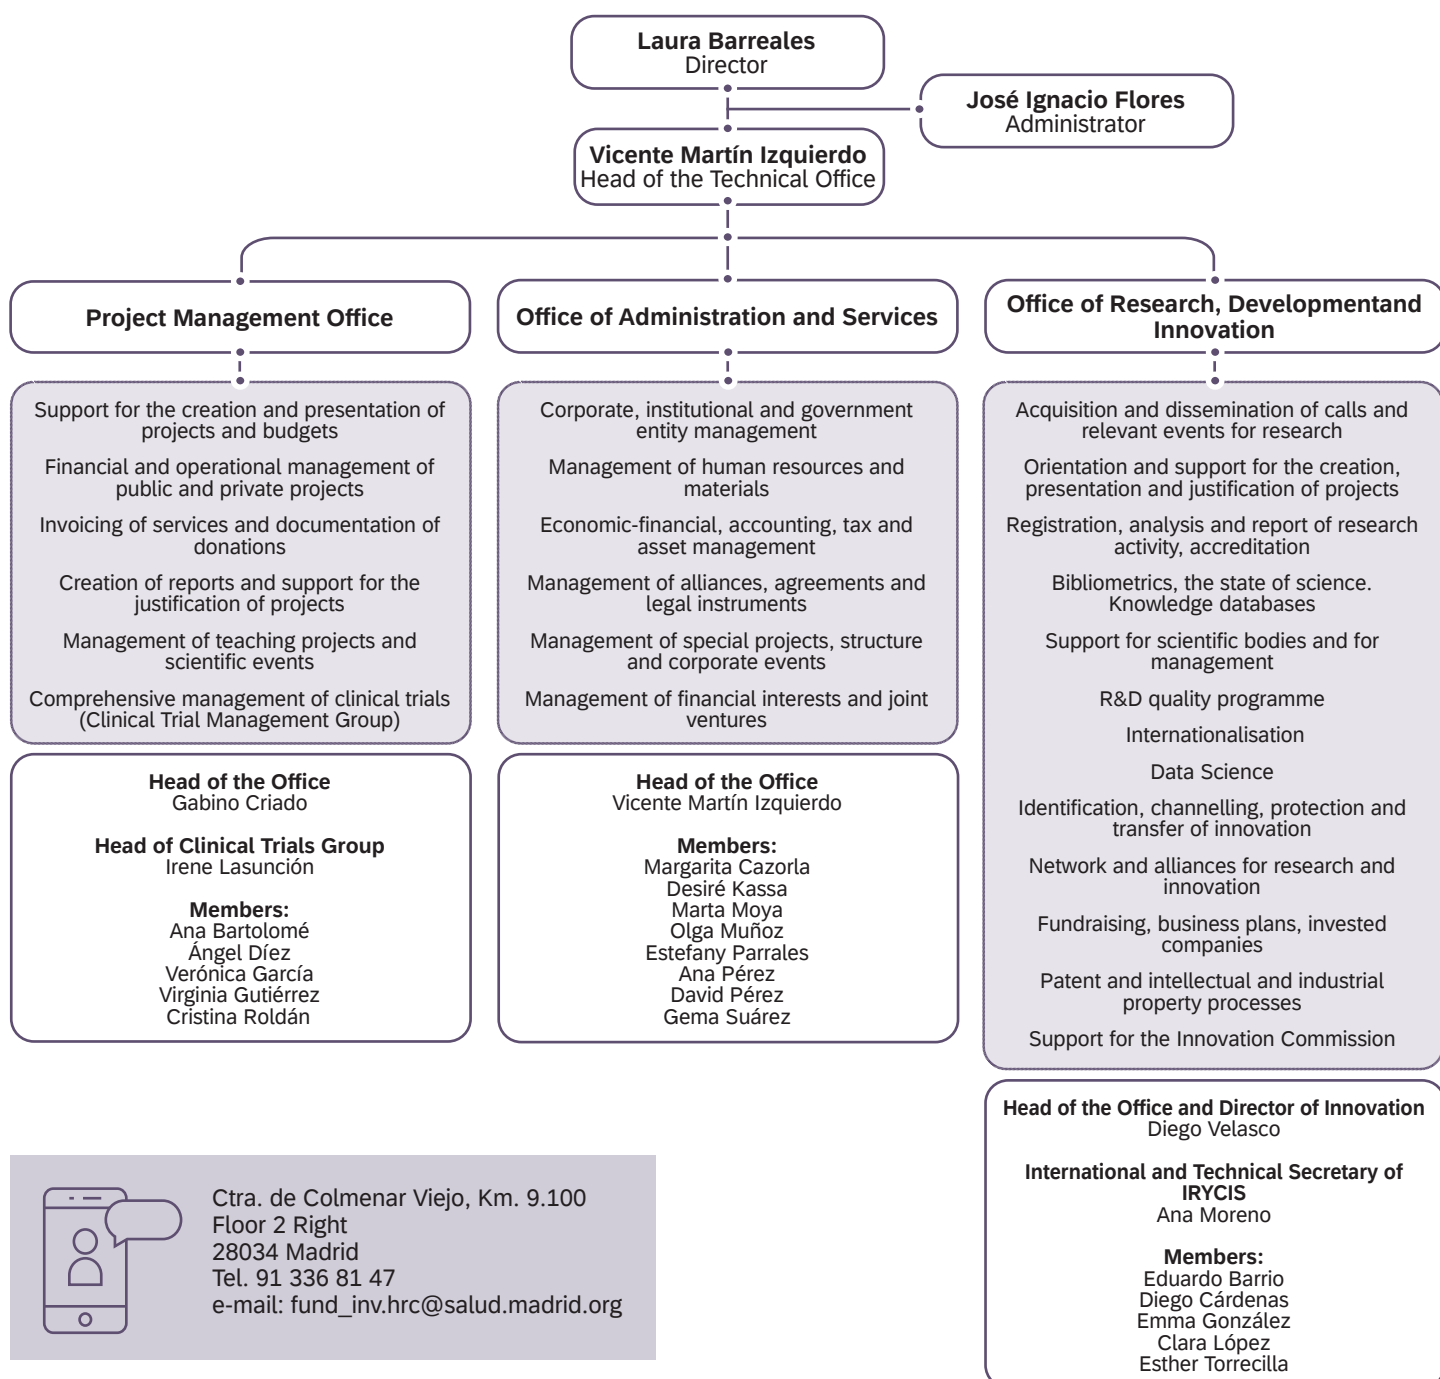 Laura Barreales
Director
José Ignacio Flores
Administrator
Vicente Martín Izquierdo
Head of the Technical Office
Project Management Office
Support for the creation and presentation of
projects and budgets
Financial and operational management of
public and private projects
Invoicing of services and documentation of
donations
Creation of reports and support for the
justification of projects
Management of teaching projects and
scientific events
Comprehensive management of clinical trials
(Clinical Trial Management Group)
Head of the Office
Gabino Criado
Head of Clinical Trials Group
Irene Lasunción
Members:
Ana Bartolomé
Ángel Díez
Verónica García
Virginia Gutiérrez
Cristina Roldán
Office of Administration and Services
Corporate, institutional and government
entity management
Management of human resources and
materials
Economic-financial, accounting, tax and
asset management
Management of alliances, agreements and
legal instruments
Management of special projects, structure
and corporate events
Management of financial interests and joint
ventures
Head of the Office
Vicente Martín Izquierdo
Members:
Margarita Cazorla
Desiré Kassa
Marta Moya
Olga Muñoz
Estefany Parrales
Ana Pérez
David Pérez
Gema Suárez
Office of Research, Developmentand
Innovation
Acquisition and dissemination of calls and
relevant events for research
Orientation and support for the creation,
presentation and justification of projects
Registration, analysis and report of research
activity, accreditation
Bibliometrics, the state of science.
Knowledge databases
Support for scientific bodies and for
management
R&D quality programme
Internationalisation
Data Science
Identification, channelling, protection and
transfer of innovation
Network and alliances for research and
innovation
Fundraising, business plans, invested
companies
Patent and intellectual and industrial
property processes
Support for the Innovation Commission
Head of the Office and Director of Innovation
Diego Velasco
International and Technical Secretary of
IRYCIS
Ana Moreno
Members:
Eduardo Barrio
Diego Cárdenas
Emma González
Clara López
Esther Torrecilla
Ctra. de Colmenar Viejo, Km. 9.100
Floor 2 Right
28034 Madrid
Tel. 91 336 81 47
e-mail: fund_inv.hrc@salud.madrid.org